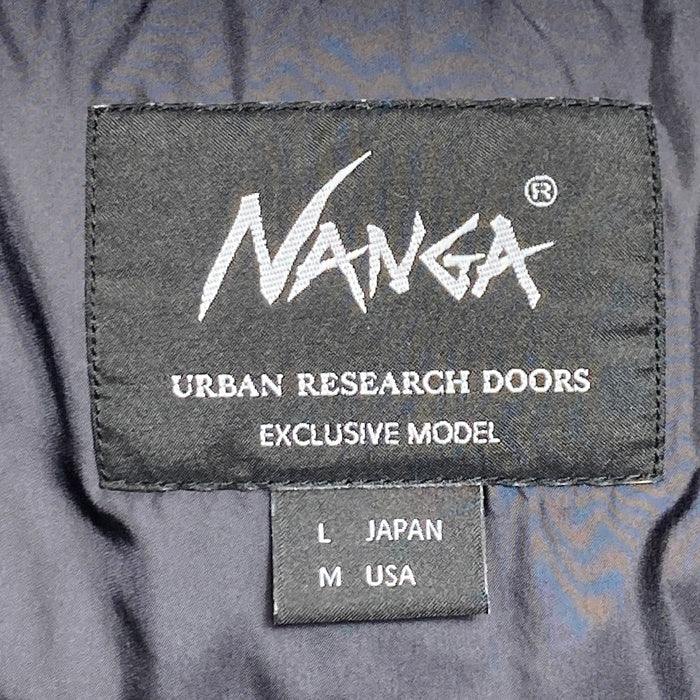 NANGA ®
URBAN RESEARCH DOORS
EXCLUSIVE MODEL
L JAPAN
M USA